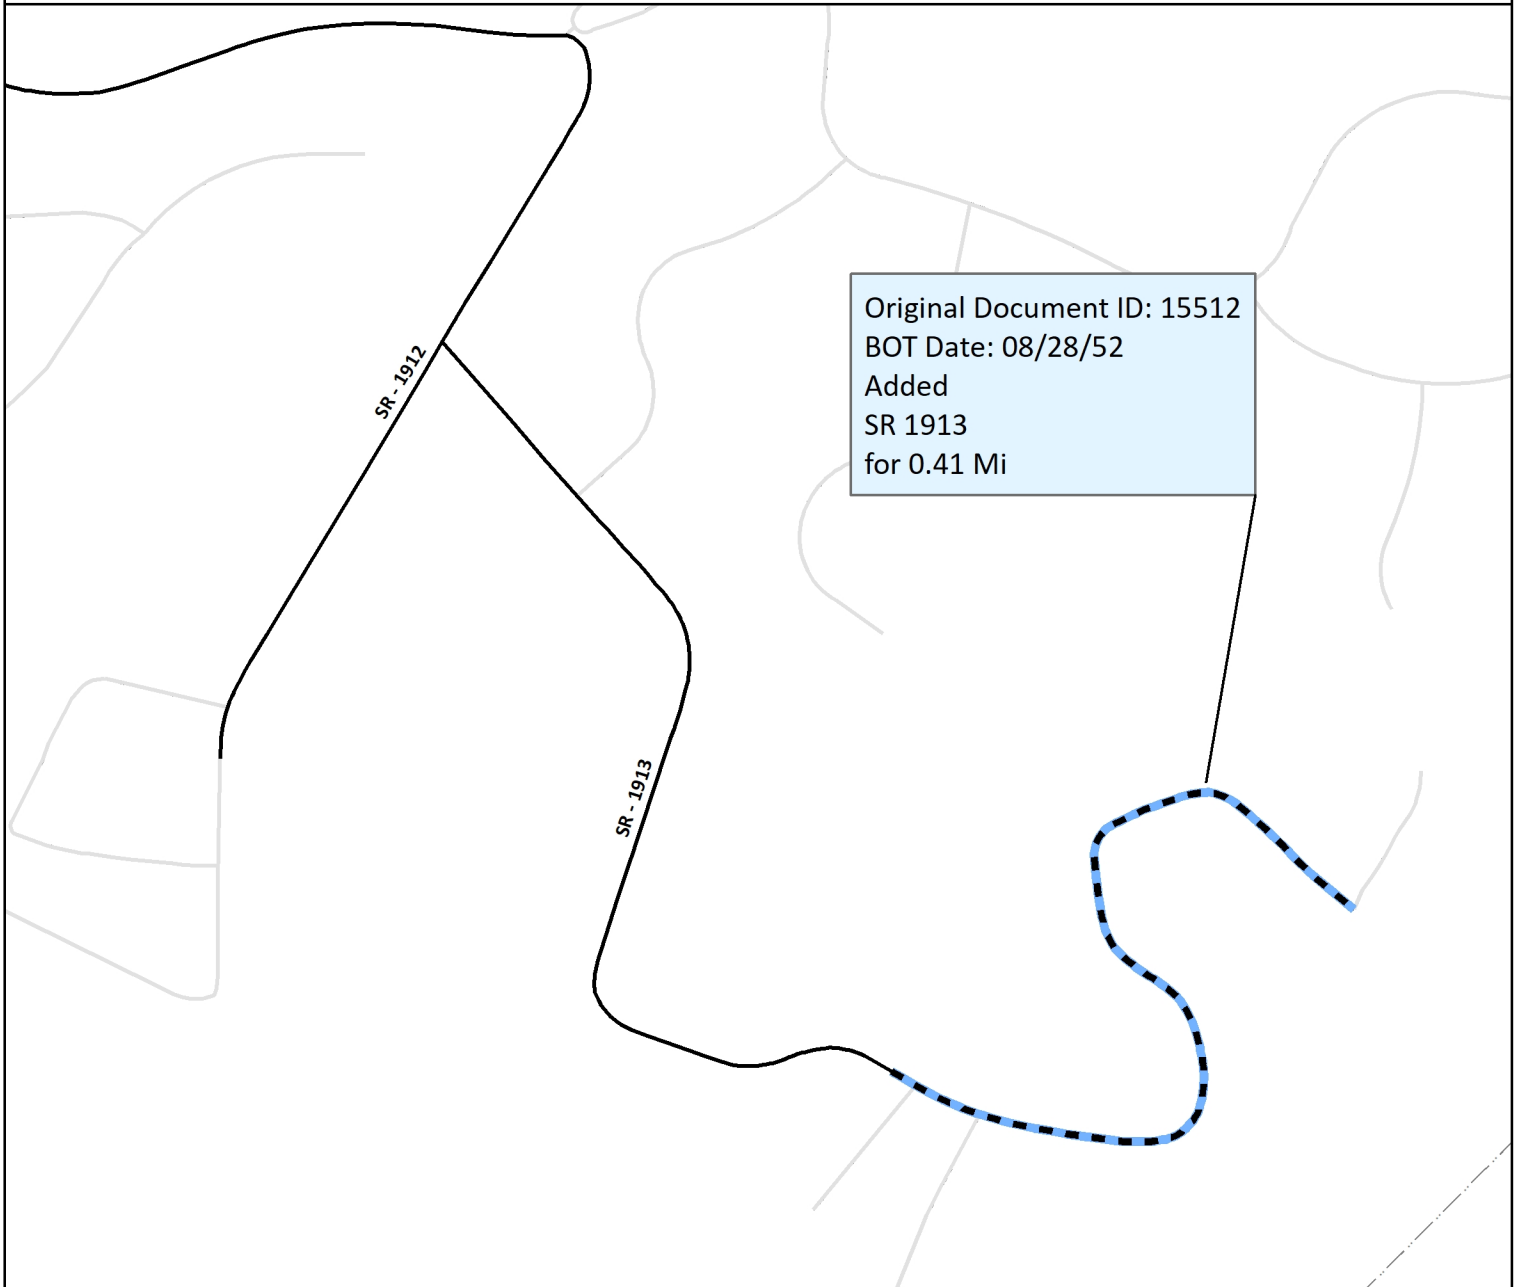 SR - 1912
Original Document ID: 15512
BOT Date: 08/28/52
Added
SR 1913
for 0.41 Mi
SR - 1913